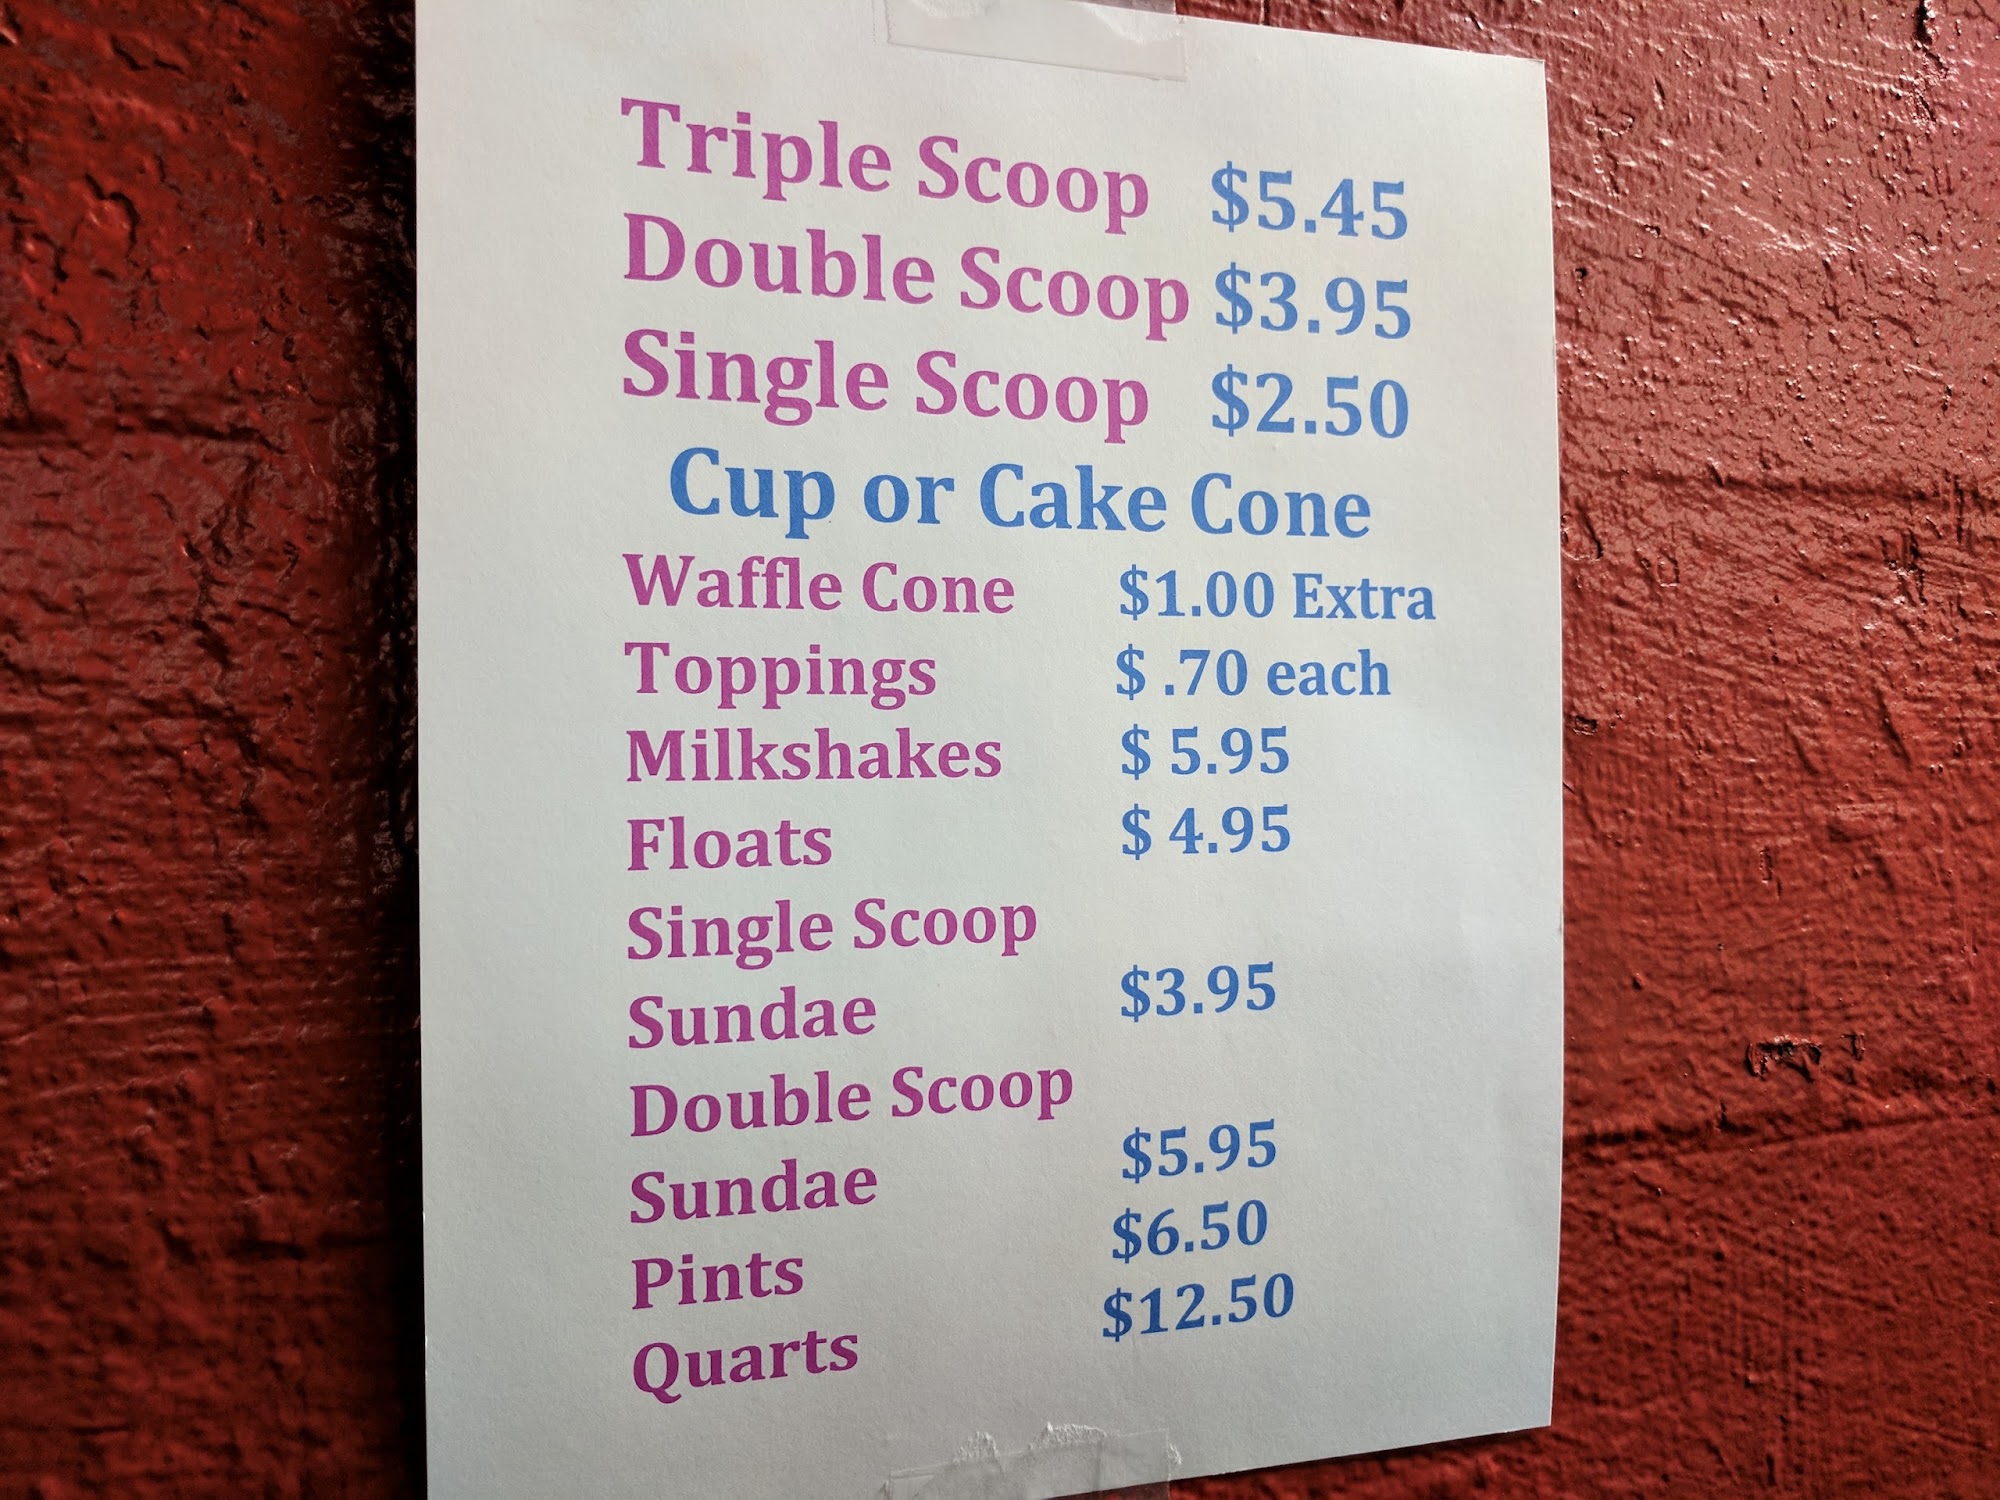 Triple Scoop $5.45
Double Scoop $3.95
Single Scoop $2.50
Cup or Cake Cone
Waffle Cone $1.00 Extra
Toppings $ .70 each
Milkshakes $ 5.95
Floats $ 4.95
Single Scoop
Sundae $3.95
Double Scoop
Sundae $5.95
Pints $6.50
Quarts $12.50